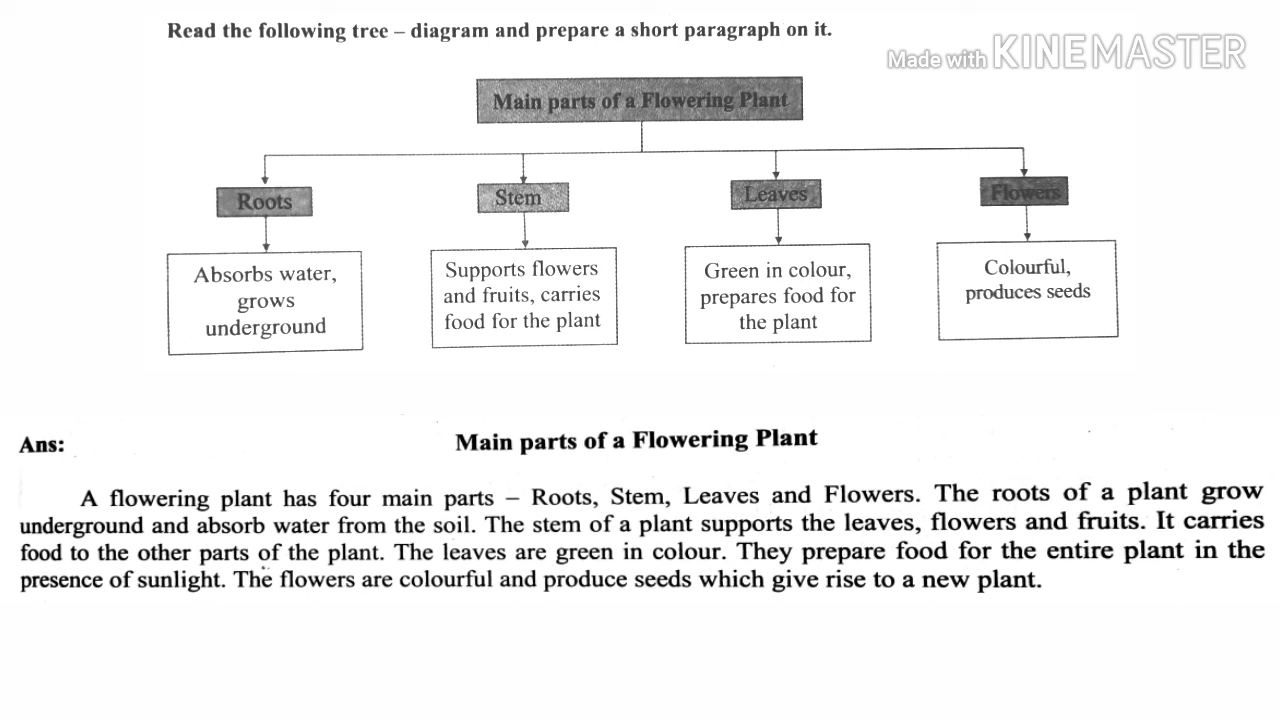 Read the following tree – diagram and prepare a short paragraph on it.
Made with KINEMASTER
Main parts of a Flowering Plant
Roots
Stem
Leaves
Flowers
Absorbs water,
grows
underground
Supports flowers
and fruits, carries
food for the plant
Green in colour,
prepares food for
the plant
Colourful,
produces seeds
Ans:
Main parts of a Flowering Plant
A flowering plant has four main parts – Roots, Stem, Leaves and Flowers. The roots of a plant grow
underground and absorb water from the soil. The stem of a plant supports the leaves, flowers and fruits. It carries
food to the other parts of the plant. The leaves are green in colour. They prepare food for the entire plant in the
presence of sunlight. The flowers are colourful and produce seeds which give rise to a new plant.